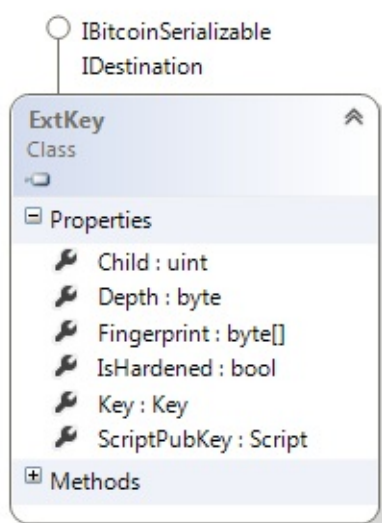 IBitcoinSerializable
IDestination
ExtKey
Class
Properties
Child : uint
Depth : byte
Fingerprint : byte[]
IsHardened : bool
Key : Key
ScriptPubKey : Script
Methods